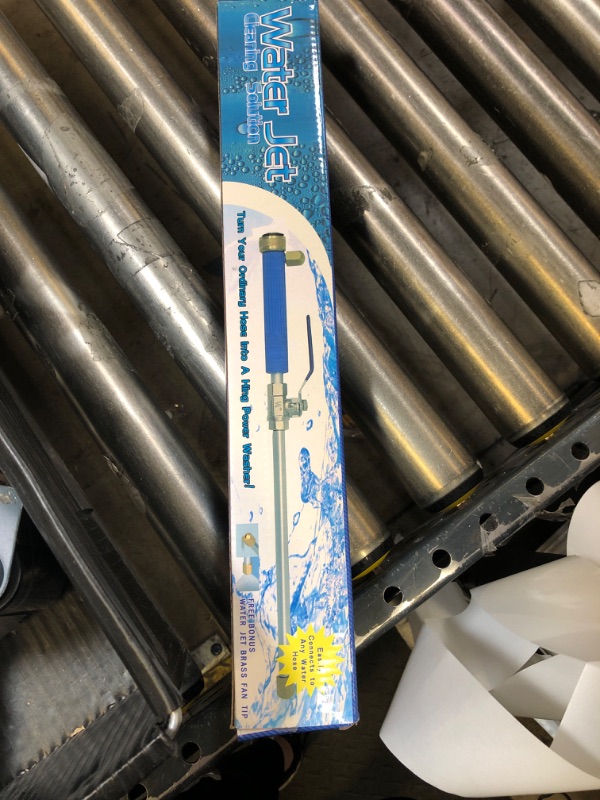 Water Jet
Cleaning Solution
Turn Your Ordinary Hose Into A Hing Power Washer!
FREE!BONUS
WATER JET BRASS FAN TIP
Easily
Connects to
Any Water
Hose